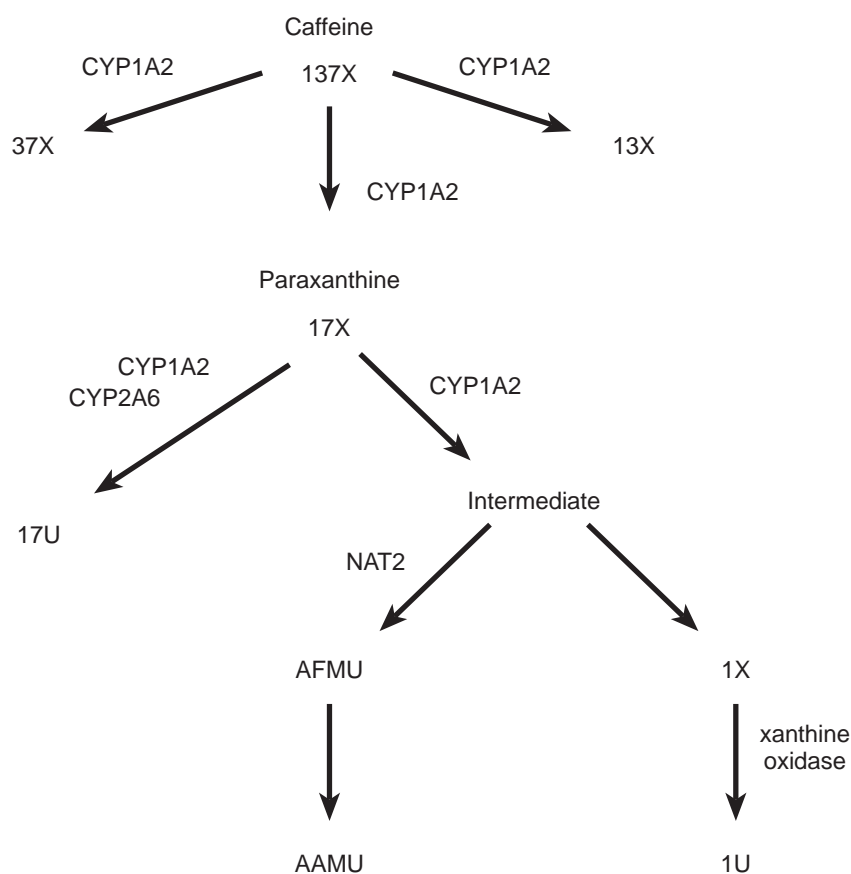 Caffeine
CYP1A2
137X
CYP1A2
37X
13X
CYP1A2
Paraxanthine
17X
CYP1A2
CYP2A6
CYP1A2
Intermediate
17U
NAT2
AFMU
1X
xanthine
oxidase
AAMU
1U